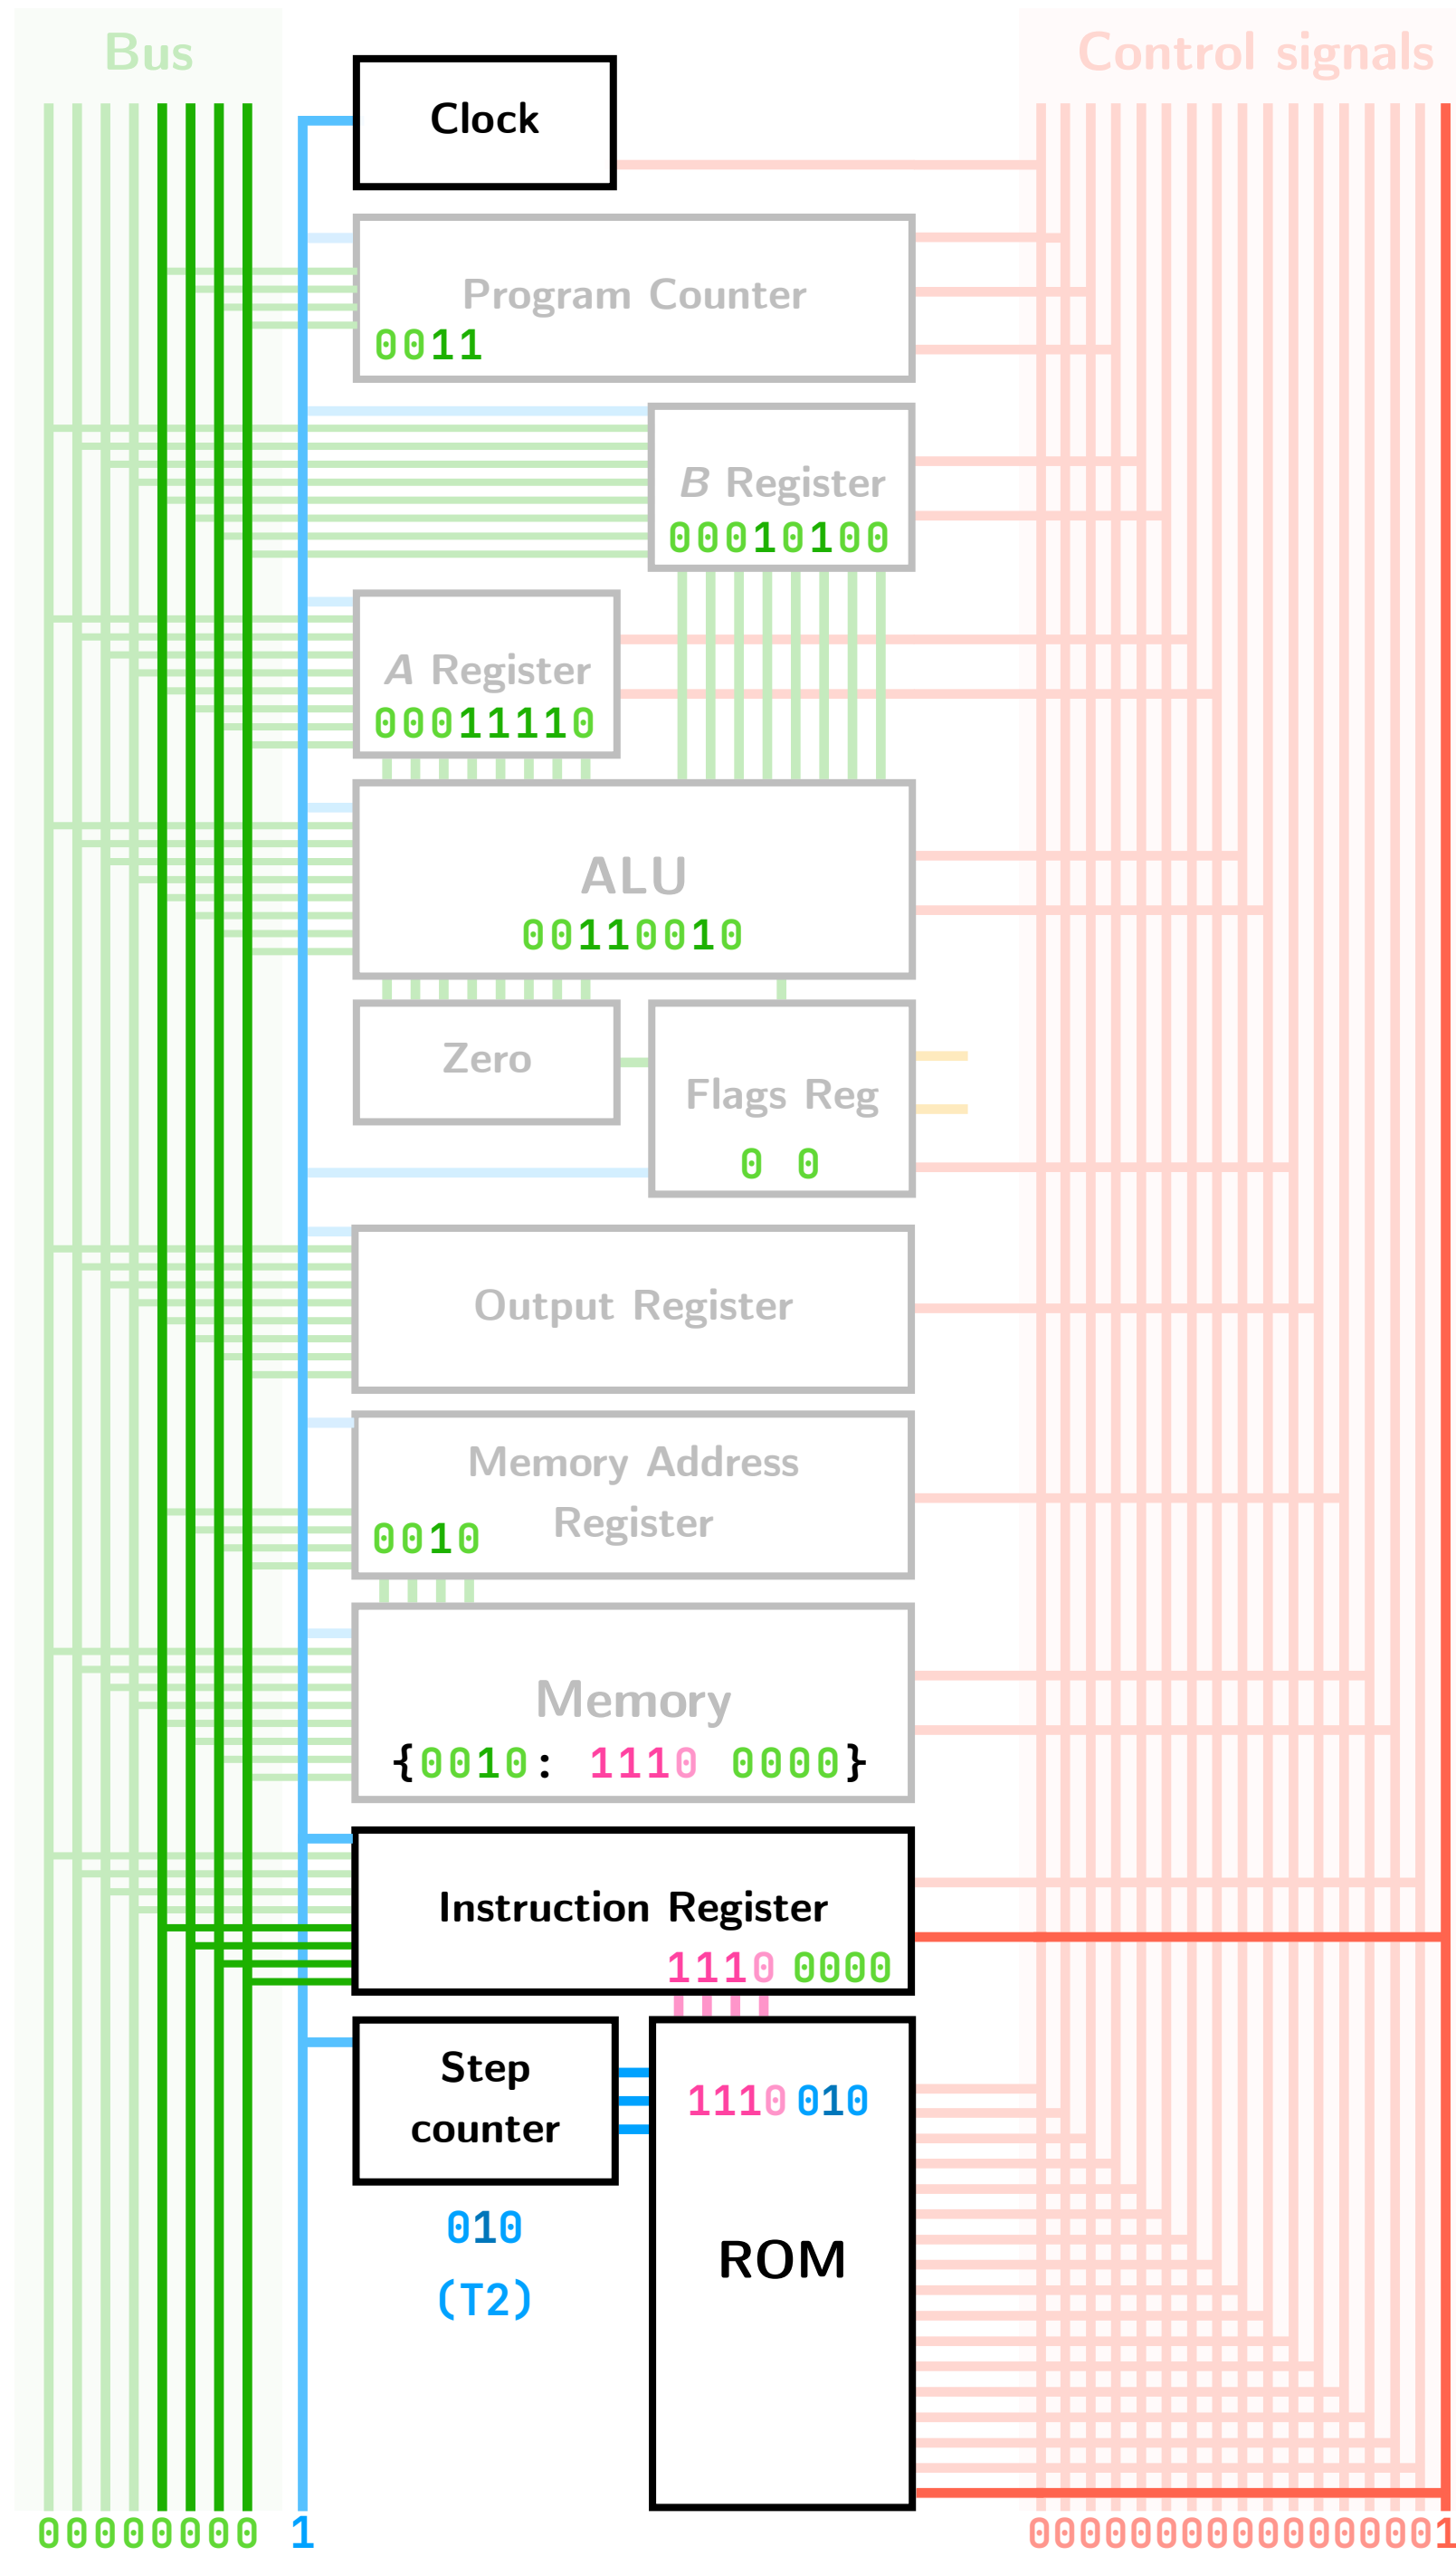 Bus
Control signals
Clock
Program Counter
0011
B Register
00010100
A Register
00011110
ALU
00110010
Zero
Flags Reg
0 0
Output Register
Memory Address
Register
0010
Memory
{0010: 1110 0000}
Instruction Register
1110 0000
Step
counter
1110 010
010
(T2)
ROM
00000000 1
00000000000000001